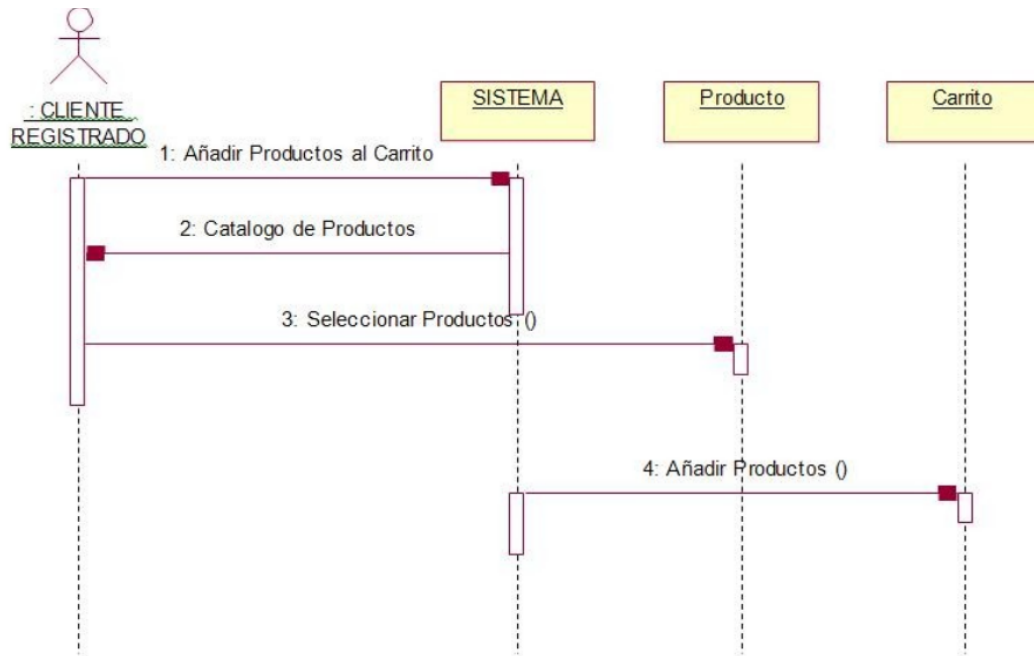 : CLIENTE
REGISTRADO
SISTEMA
Producto
Carrito
1: Añadir Productos al Carrito
2: Catalogo de Productos
3: Seleccionar Productos ()
4: Añadir Productos ()